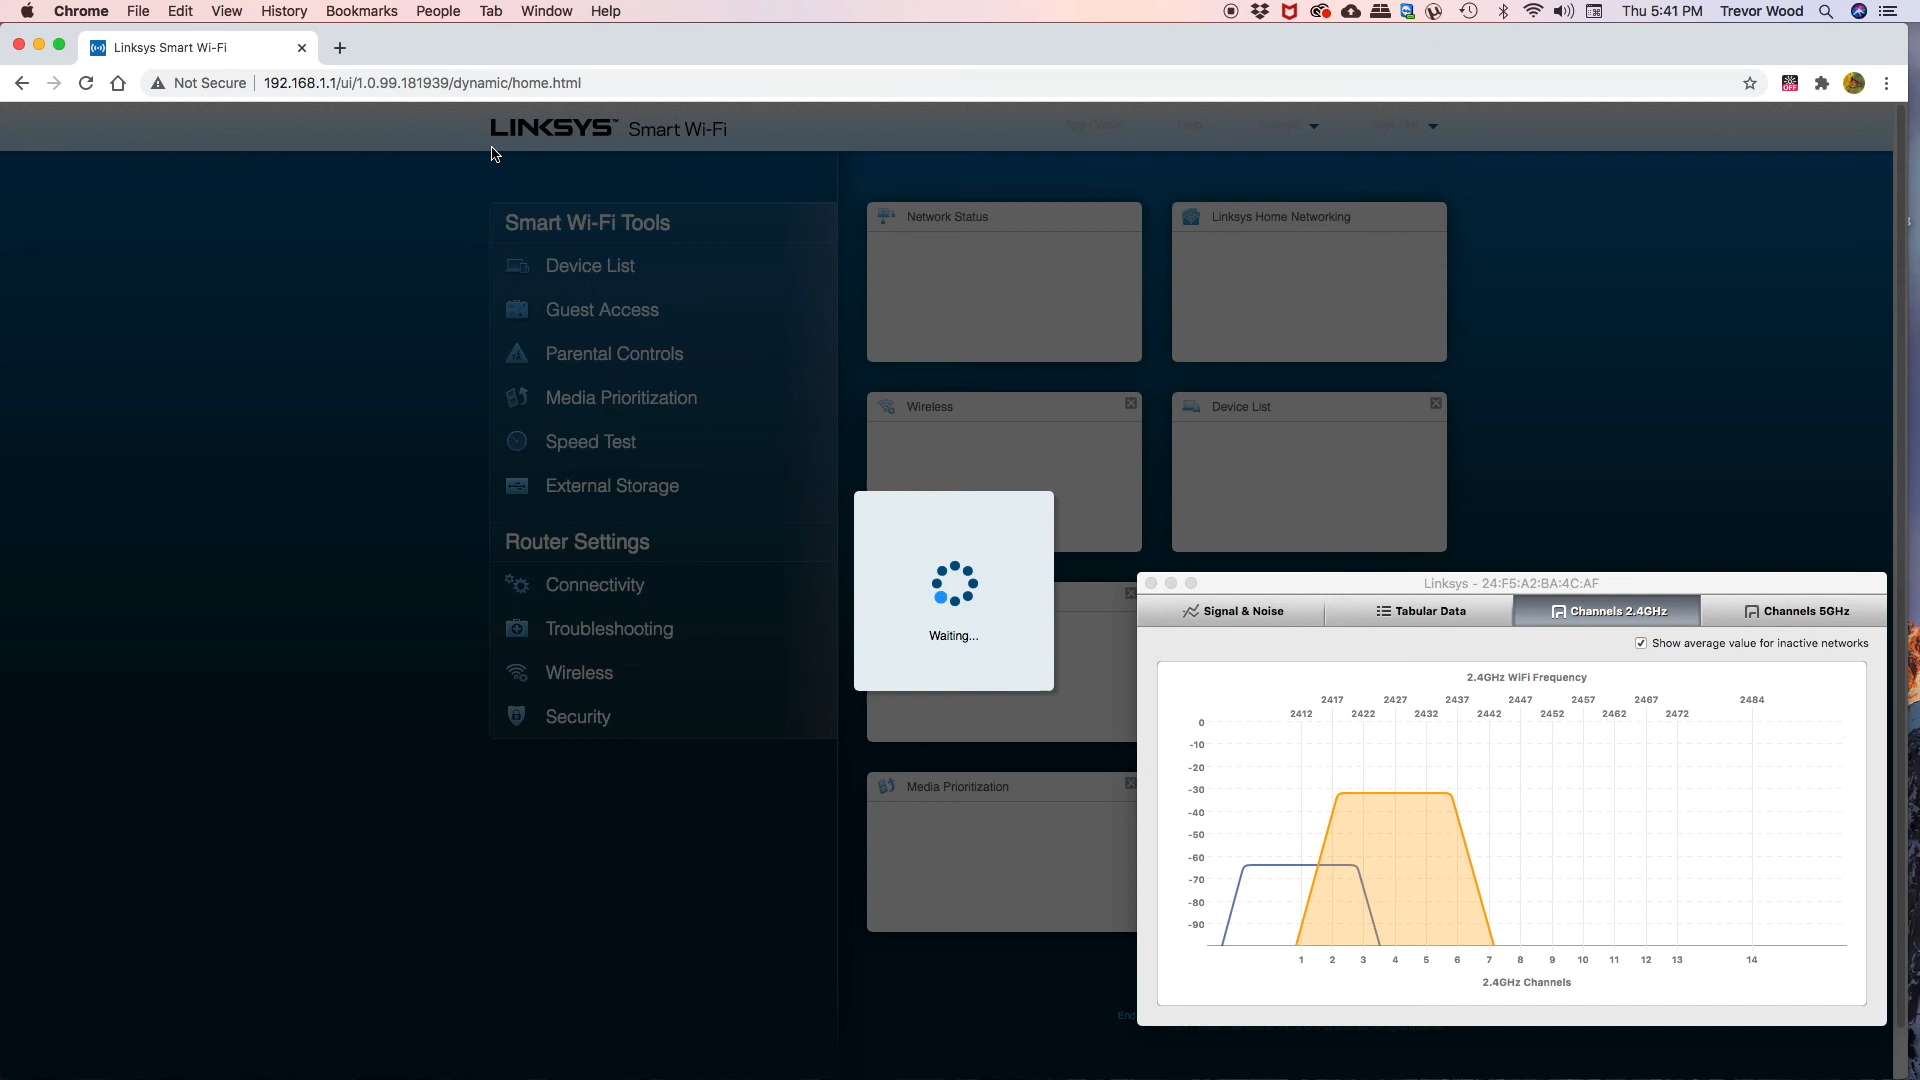 Chrome File Edit View History Bookmarks People Tab Window Help Thu 5:41 PM Trevor Wood
Linksys Smart Wi-Fi
Not Secure 192.168.1.1/ui/1.0.99.181939/dynamic/home.html
OFF
LINKSYS™ Smart Wi-Fi
Help
Smart Wi-Fi Tools
Device List
Guest Access
Parental Controls
Media Prioritization
Speed Test
External Storage
Router Settings
Connectivity
Troubleshooting
Wireless
Security
Network Status
Linksys Home Networking
Wireless
Device List
Media Prioritization
Waiting...
End
Linksys - 24:F5:A2:BA:4C:AF
Signal & Noise Tabular Data Channels 2.4GHz Channels 5GHz
Show average value for inactive networks
2.4GHz WiFi Frequency
2417 2427 2437 2447 2457 2467 2484
2412 2422 2432 2442 2452 2462 2472
0
-10
-20
-30
-40
-50
-60
-70
-80
-90
1 2 3 4 5 6 7 8 9 10 11 12 13 14
2.4GHz Channels